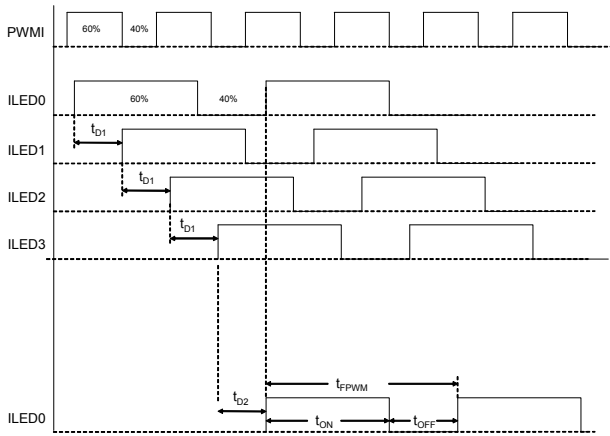 PWMI
60% 40%
ILED0
60% 40%
tD1
ILED1
tD1
ILED2
tD1
ILED3
tFPWM
tD2
ILED0
tON tOFF